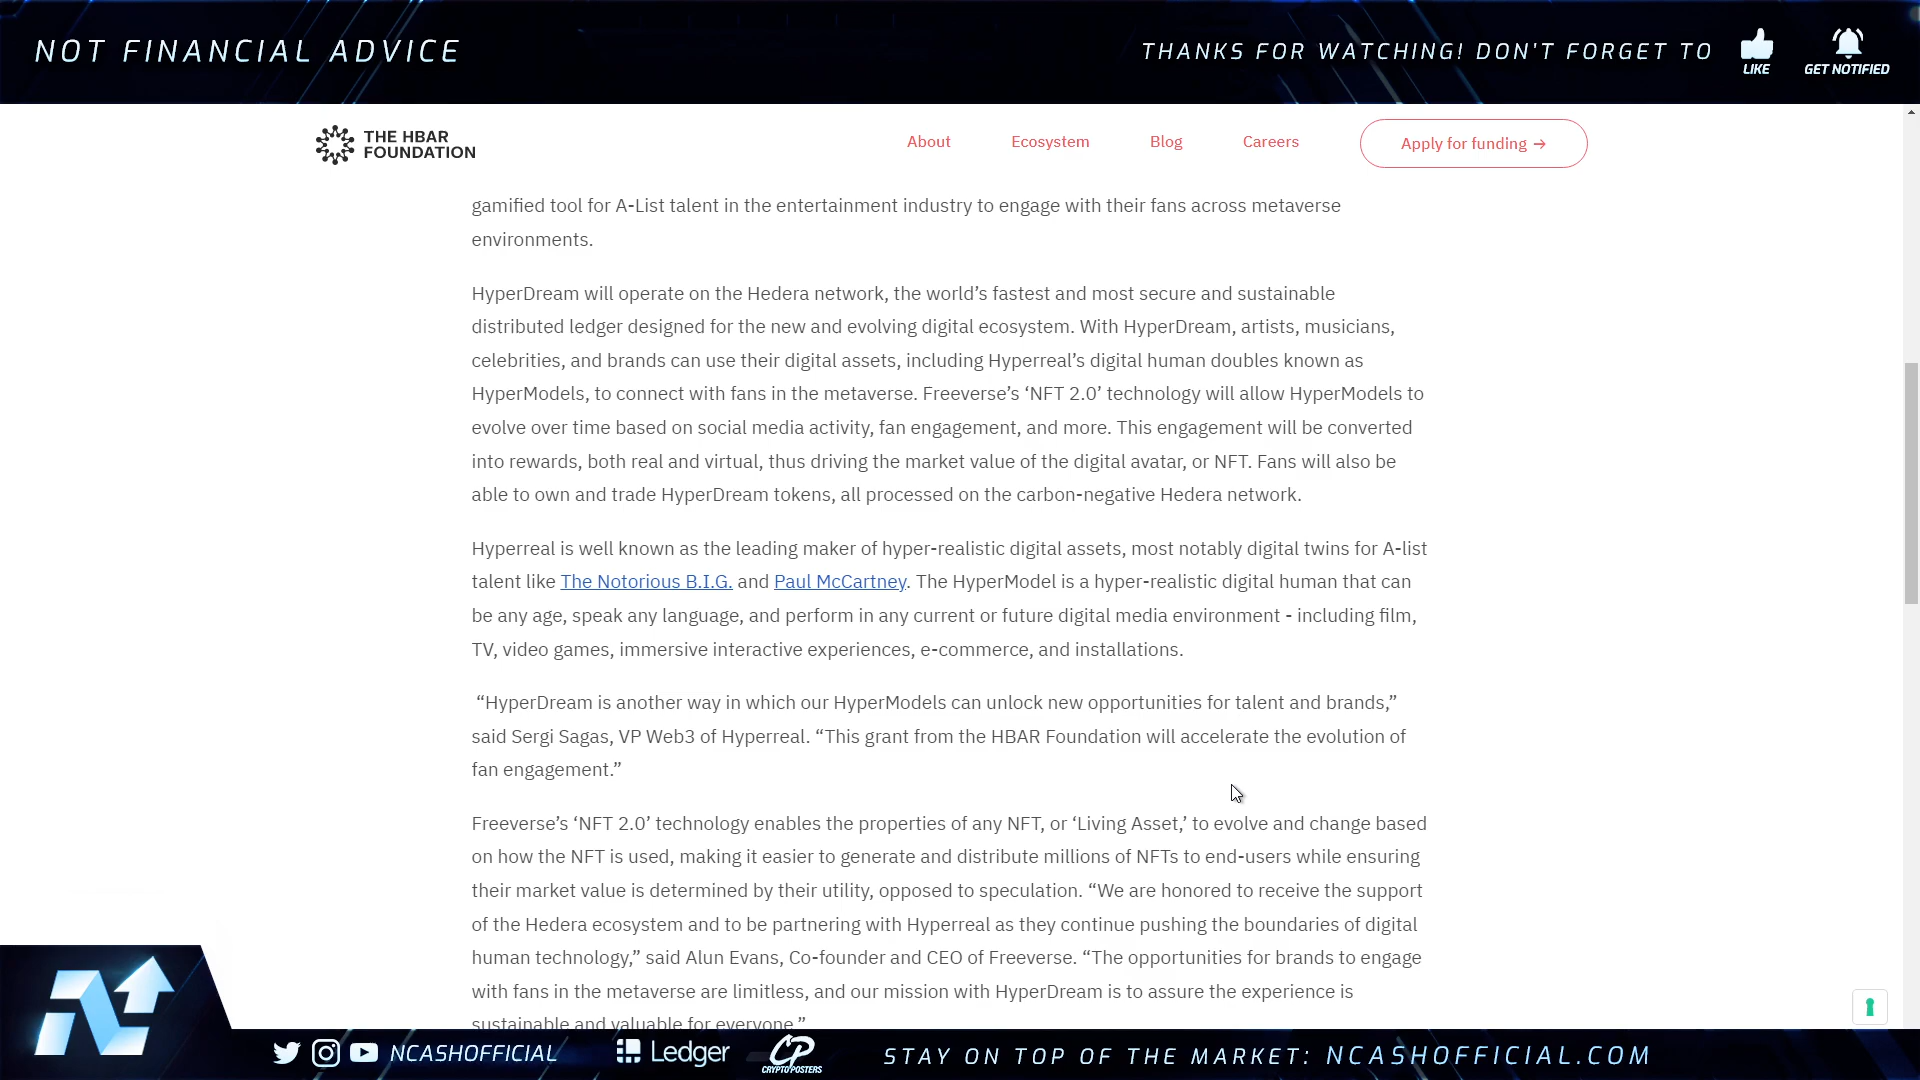 NOT FINANCIAL ADVICE
THANKS FOR WATCHING! DON'T FORGET TO
LIKE
GET NOTIFIED
THE HBAR
FOUNDATION
About
Ecosystem
Blog
Careers
Apply for funding →
gamified tool for A-List talent in the entertainment industry to engage with their fans across metaverse
environments.
HyperDream will operate on the Hedera network, the world’s fastest and most secure and sustainable
distributed ledger designed for the new and evolving digital ecosystem. With HyperDream, artists, musicians,
celebrities, and brands can use their digital assets, including Hyperreal’s digital human doubles known as
HyperModels, to connect with fans in the metaverse. Freeverse’s ‘NFT 2.0’ technology will allow HyperModels to
evolve over time based on social media activity, fan engagement, and more. This engagement will be converted
into rewards, both real and virtual, thus driving the market value of the digital avatar, or NFT. Fans will also be
able to own and trade HyperDream tokens, all processed on the carbon-negative Hedera network.
Hyperreal is well known as the leading maker of hyper-realistic digital assets, most notably digital twins for A-list
talent like The Notorious B.I.G. and Paul McCartney. The HyperModel is a hyper-realistic digital human that can
be any age, speak any language, and perform in any current or future digital media environment - including film,
TV, video games, immersive interactive experiences, e-commerce, and installations.
“HyperDream is another way in which our HyperModels can unlock new opportunities for talent and brands,”
said Sergi Sagas, VP Web3 of Hyperreal. “This grant from the HBAR Foundation will accelerate the evolution of
fan engagement.”
Freeverse’s ‘NFT 2.0’ technology enables the properties of any NFT, or ‘Living Asset,’ to evolve and change based
on how the NFT is used, making it easier to generate and distribute millions of NFTs to end-users while ensuring
their market value is determined by their utility, opposed to speculation. “We are honored to receive the support
of the Hedera ecosystem and to be partnering with Hyperreal as they continue pushing the boundaries of digital
human technology,” said Alun Evans, Co-founder and CEO of Freeverse. “The opportunities for brands to engage
with fans in the metaverse are limitless, and our mission with HyperDream is to assure the experience is
sustainable and valuable for everyone.”
NCASHOFFICIAL
Ledger
CP
CRYPTOPOSTERS
STAY ON TOP OF THE MARKET: NCASHOFFICIAL.COM